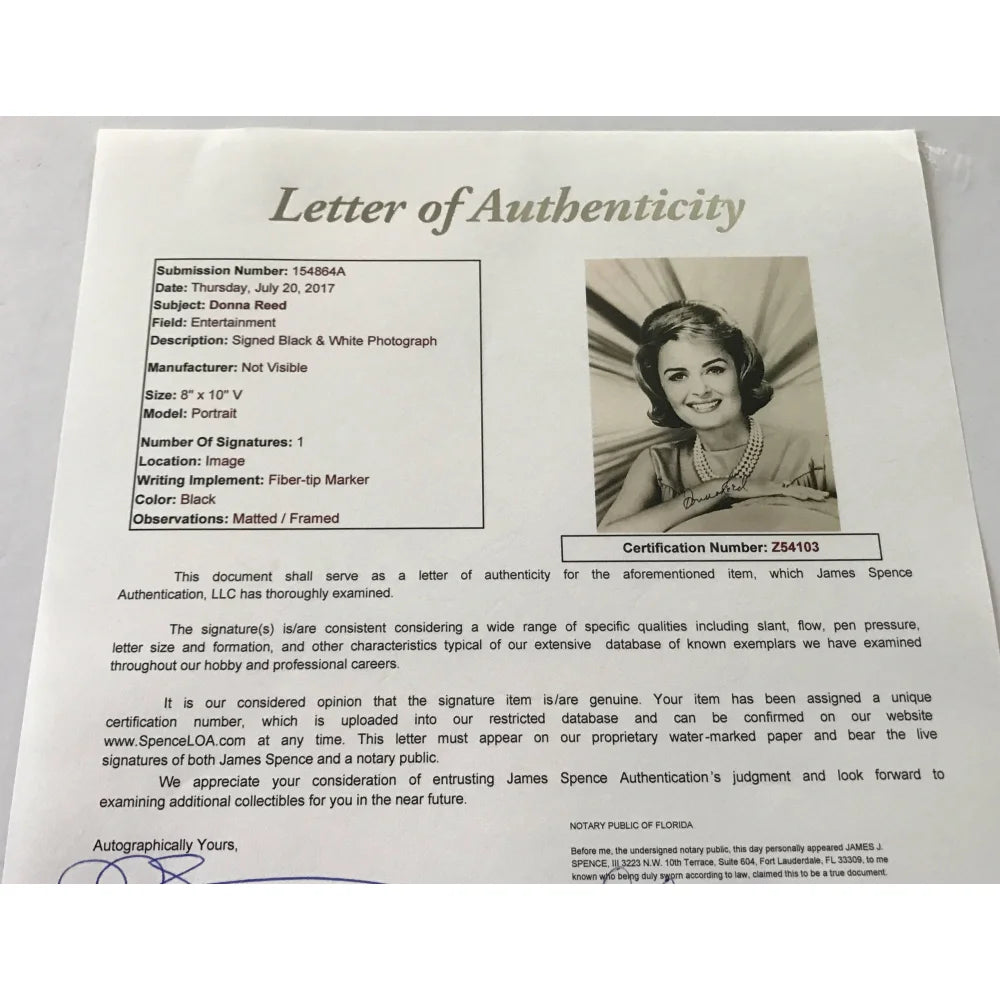 Letter of Authenticity
Submission Number: 154864A
Date: Thursday, July 20, 2017
Subject: Donna Reed
Field: Entertainment
Description: Signed Black & White Photograph
Manufacturer: Not Visible
Size: 8" x 10" V
Model: Portrait
Number Of Signatures: 1
Location: Image
Writing Implement: Fiber-tip Marker
Color: Black
Observations: Matted / Framed
Donna Reed
Certification Number: Z54103
This document shall serve as a letter of authenticity for the aforementioned item, which James Spence
Authentication, LLC has thoroughly examined.
The signature(s) is/are consistent considering a wide range of specific qualities including slant, flow, pen pressure,
letter size and formation, and other characteristics typical of our extensive database of known exemplars we have examined
throughout our hobby and professional careers.
It is our considered opinion that the signature item is/are genuine. Your item has been assigned a unique
certification number, which is uploaded into our restricted database and can be confirmed on our website
www.SpenceLOA.com at any time. This letter must appear on our proprietary water-marked paper and bear the live
signatures of both James Spence and a notary public.
We appreciate your consideration of entrusting James Spence Authentication's judgment and look forward to
examining additional collectibles for you in the near future.
Autographically Yours,
NOTARY PUBLIC OF FLORIDA
Before me, the undersigned notary public, this day personally appeared JAMES J.
SPENCE, III 3223 N.W. 10th Terrace, Suite 604, Fort Lauderdale, FL 33309, to me
known who being duly sworn according to law, claimed this to be a true document.